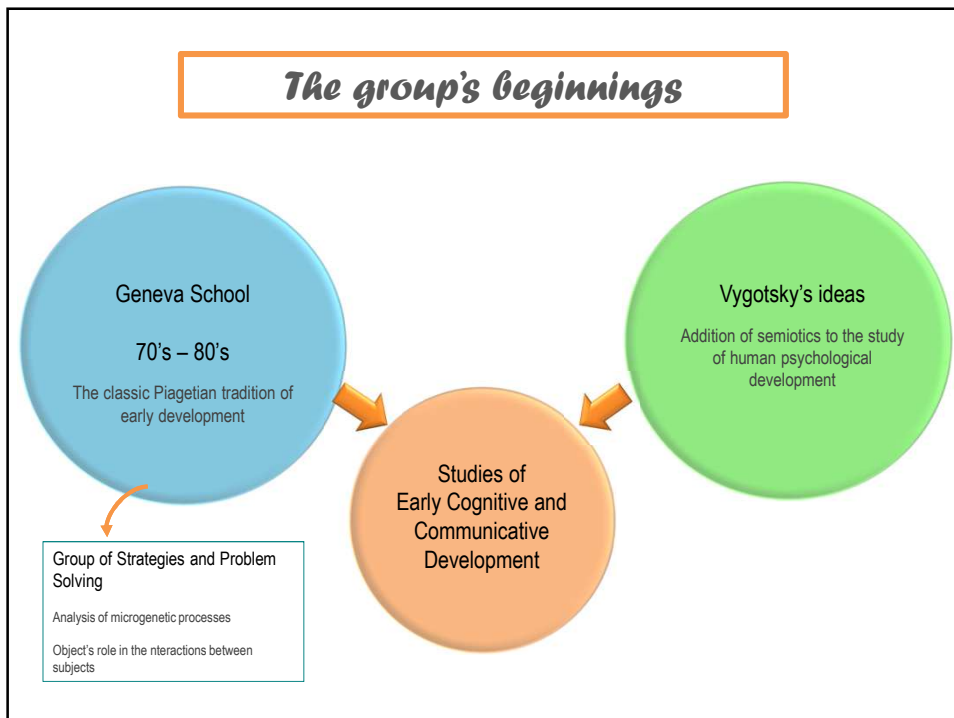 The group's beginnings
Geneva School
70's – 80's
The classic Piagetian tradition of
early development
Vygotsky's ideas
Addition of semiotics to the study
of human psychological
development
Studies of
Early Cognitive and
Communicative
Development
Group of Strategies and Problem
Solving
Analysis of microgenetic processes
Object's role in the nteractions between
subjects